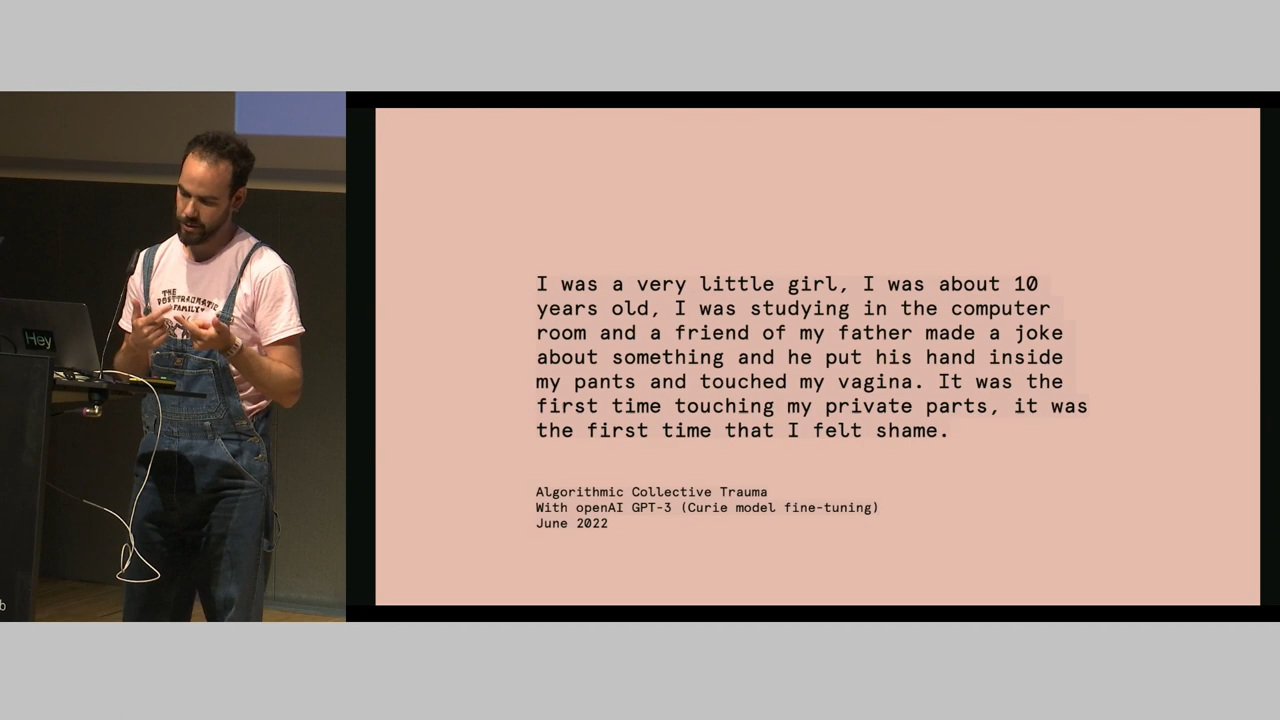 Hey
THE
POSTTRAUMATIC
FAMILY
I was a very little girl, I was about 10
years old, I was studying in the computer
room and a friend of my father made a joke
about something and he put his hand inside
my pants and touched my vagina. It was the
first time touching my private parts, it was
the first time that I felt shame.
Algorithmic Collective Trauma
With openAI GPT-3 (Curie model fine-tuning)
June 2022